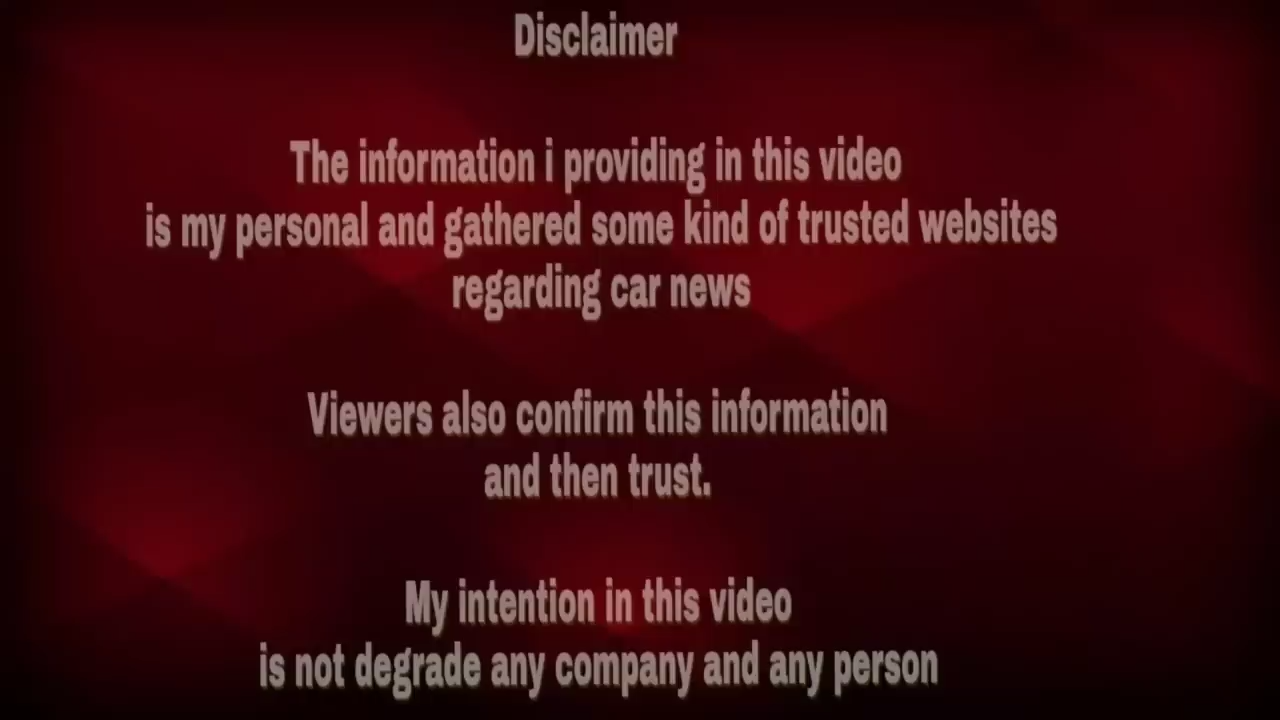 Disclaimer
The information i providing in this video
is my personal and gathered some kind of trusted websites
regarding car news
Viewers also confirm this information
and then trust.
My intention in this video
is not degrade any company and any person